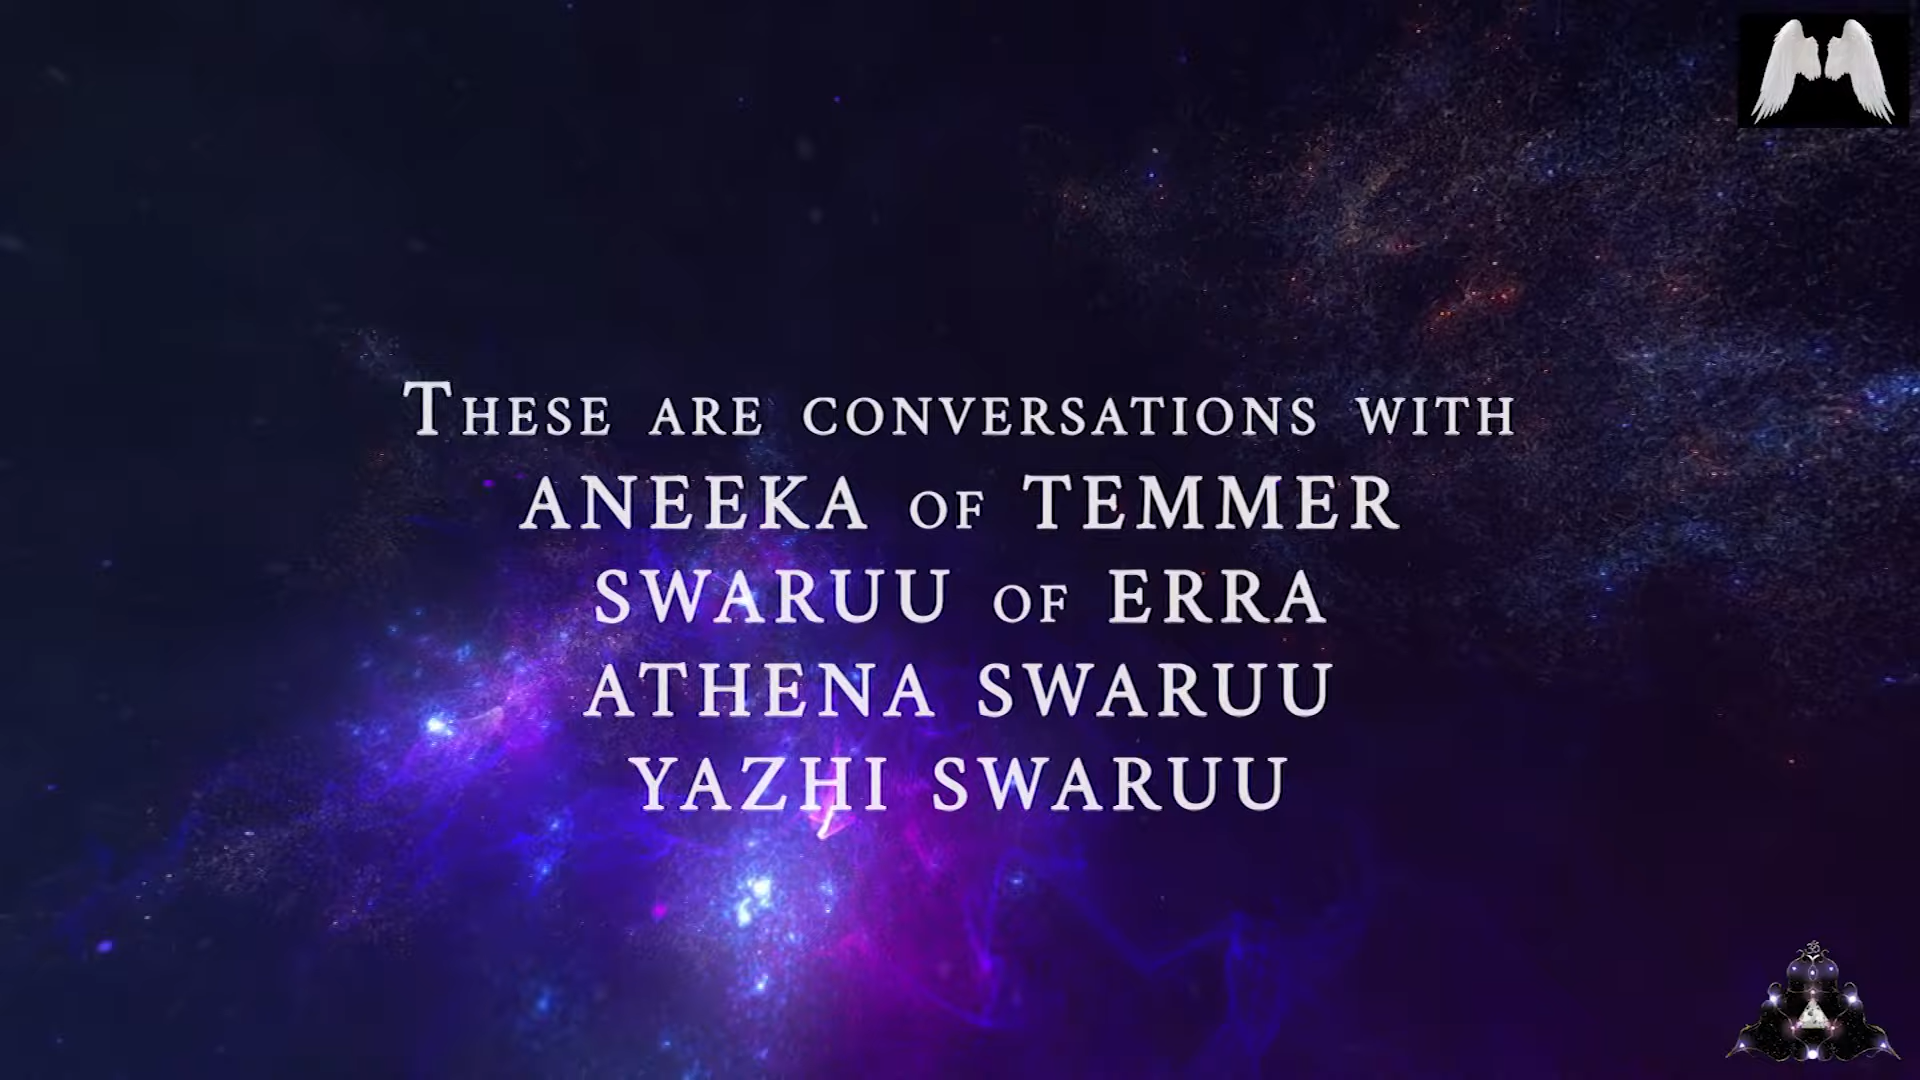 These are conversations with
ANEEKA of TEMMER
SWARUU of ERRA
ATHENA SWARUU
YAZHI SWARUU
ॐ